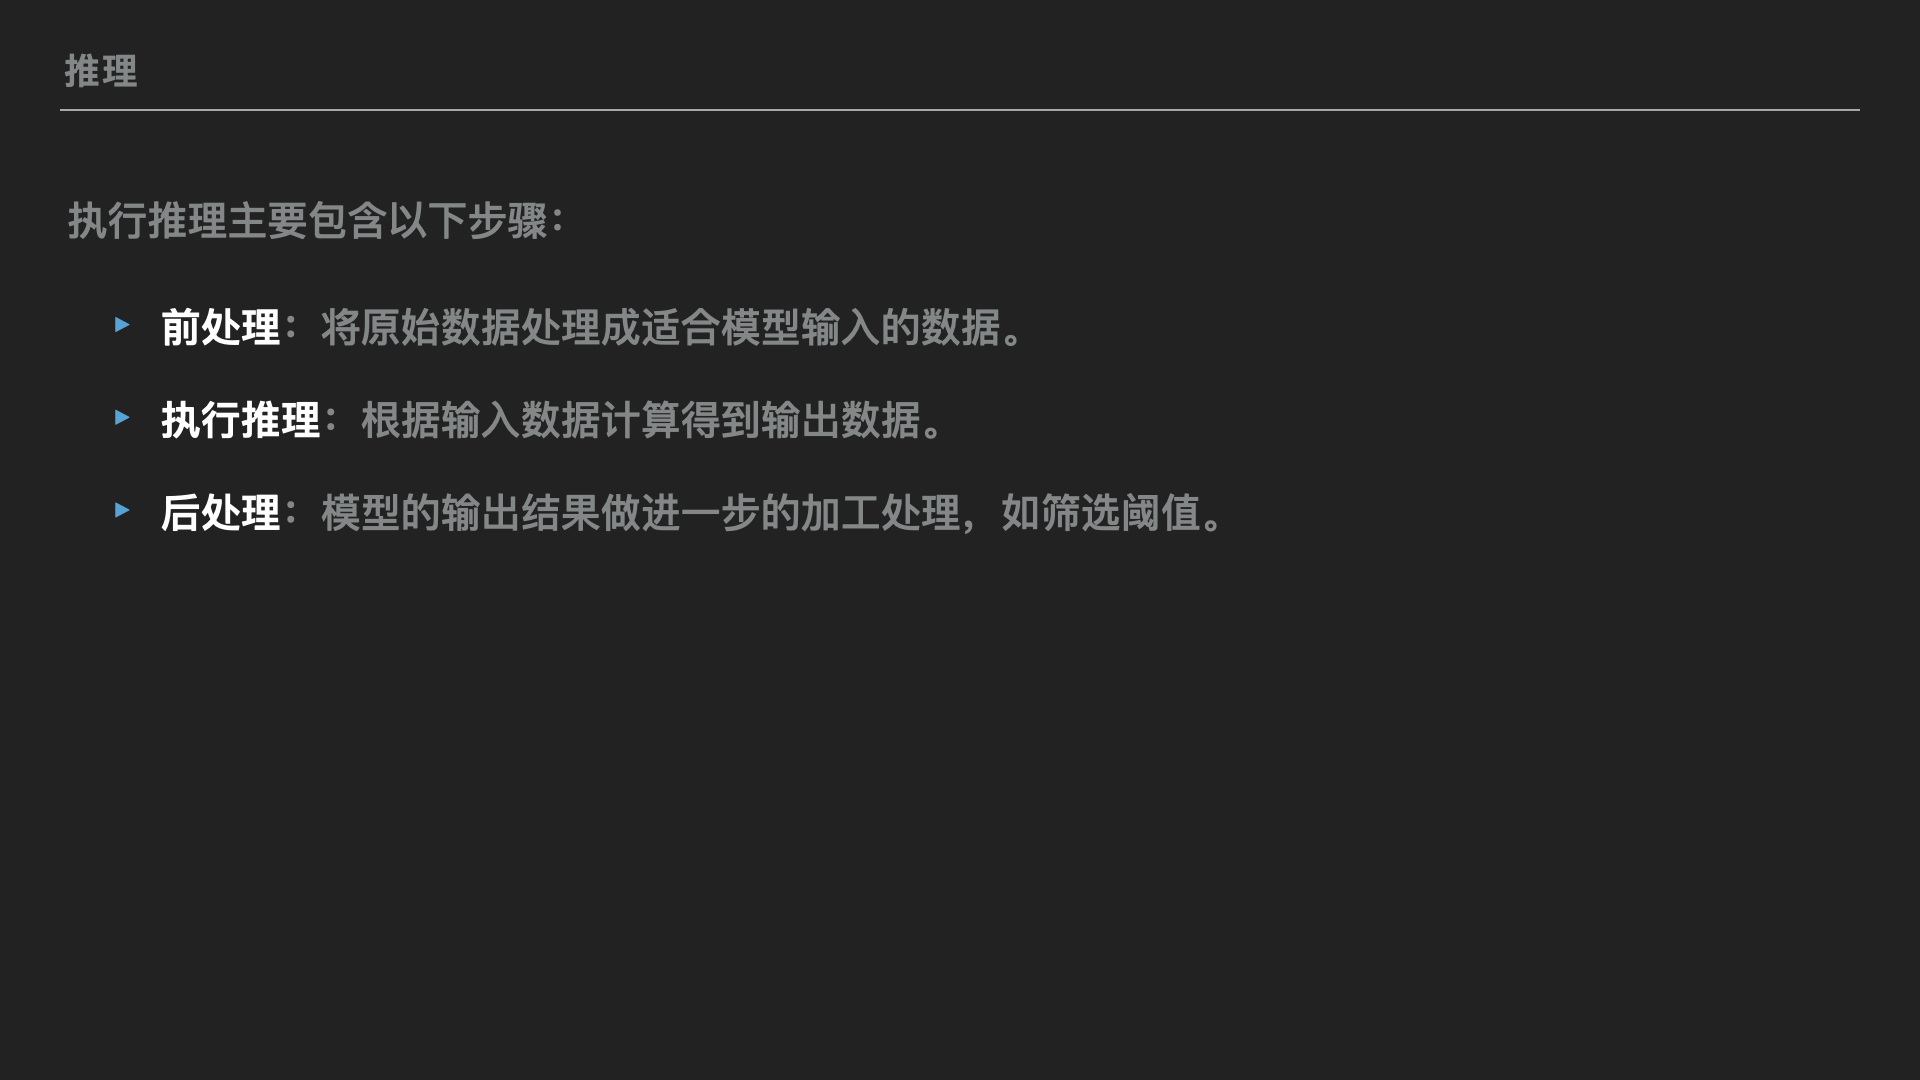 推理
执行推理主要包含以下步骤：
▸ 前处理：将原始数据处理成适合模型输入的数据。
▸ 执行推理：根据输入数据计算得到输出数据。
▸ 后处理：模型的输出结果做进一步的加工处理，如筛选阈值。